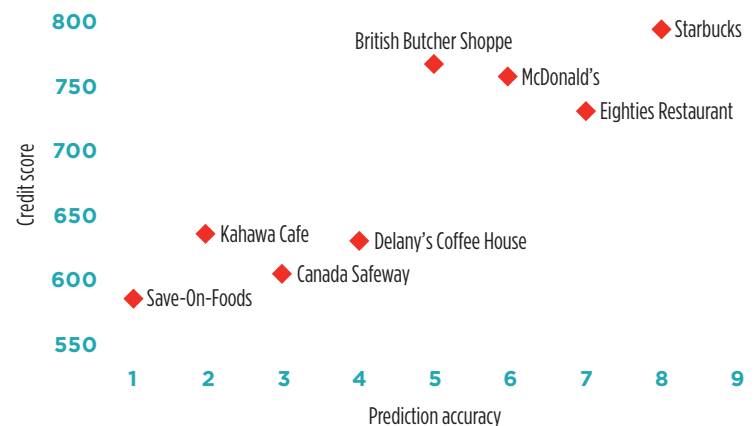 800
Starbucks
British Butcher Shoppe
750
McDonald's
Eighties Restaurant
700
Credit score
650
Kahawa Cafe
Delany's Coffee House
600
Canada Safeway
Save-On-Foods
550
1 2 3 4 5 6 7 8 9
Prediction accuracy